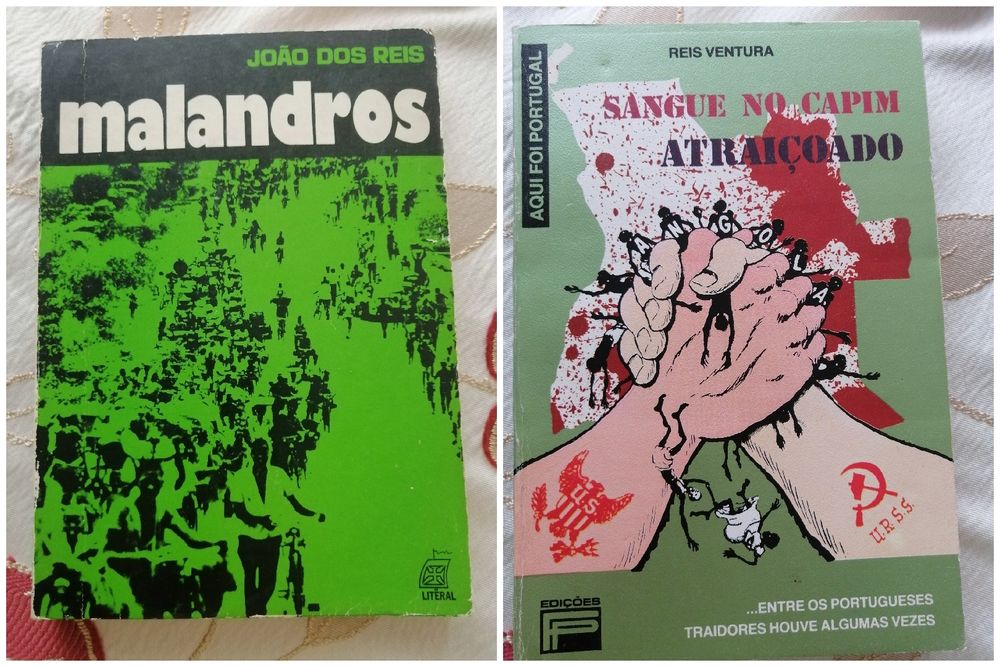 JOÃO DOS REIS
malandros
LITERAL
AQUI FOI PORTUGAL
REIS VENTURA
SANGUE NO CAPIM
ATRAIÇOADO
ANGOLA
U.S.
U.R.S.S.
EDIÇÕES
FP
...ENTRE OS PORTUGUESES
TRAIDORES HOUVE ALGUMAS VEZES